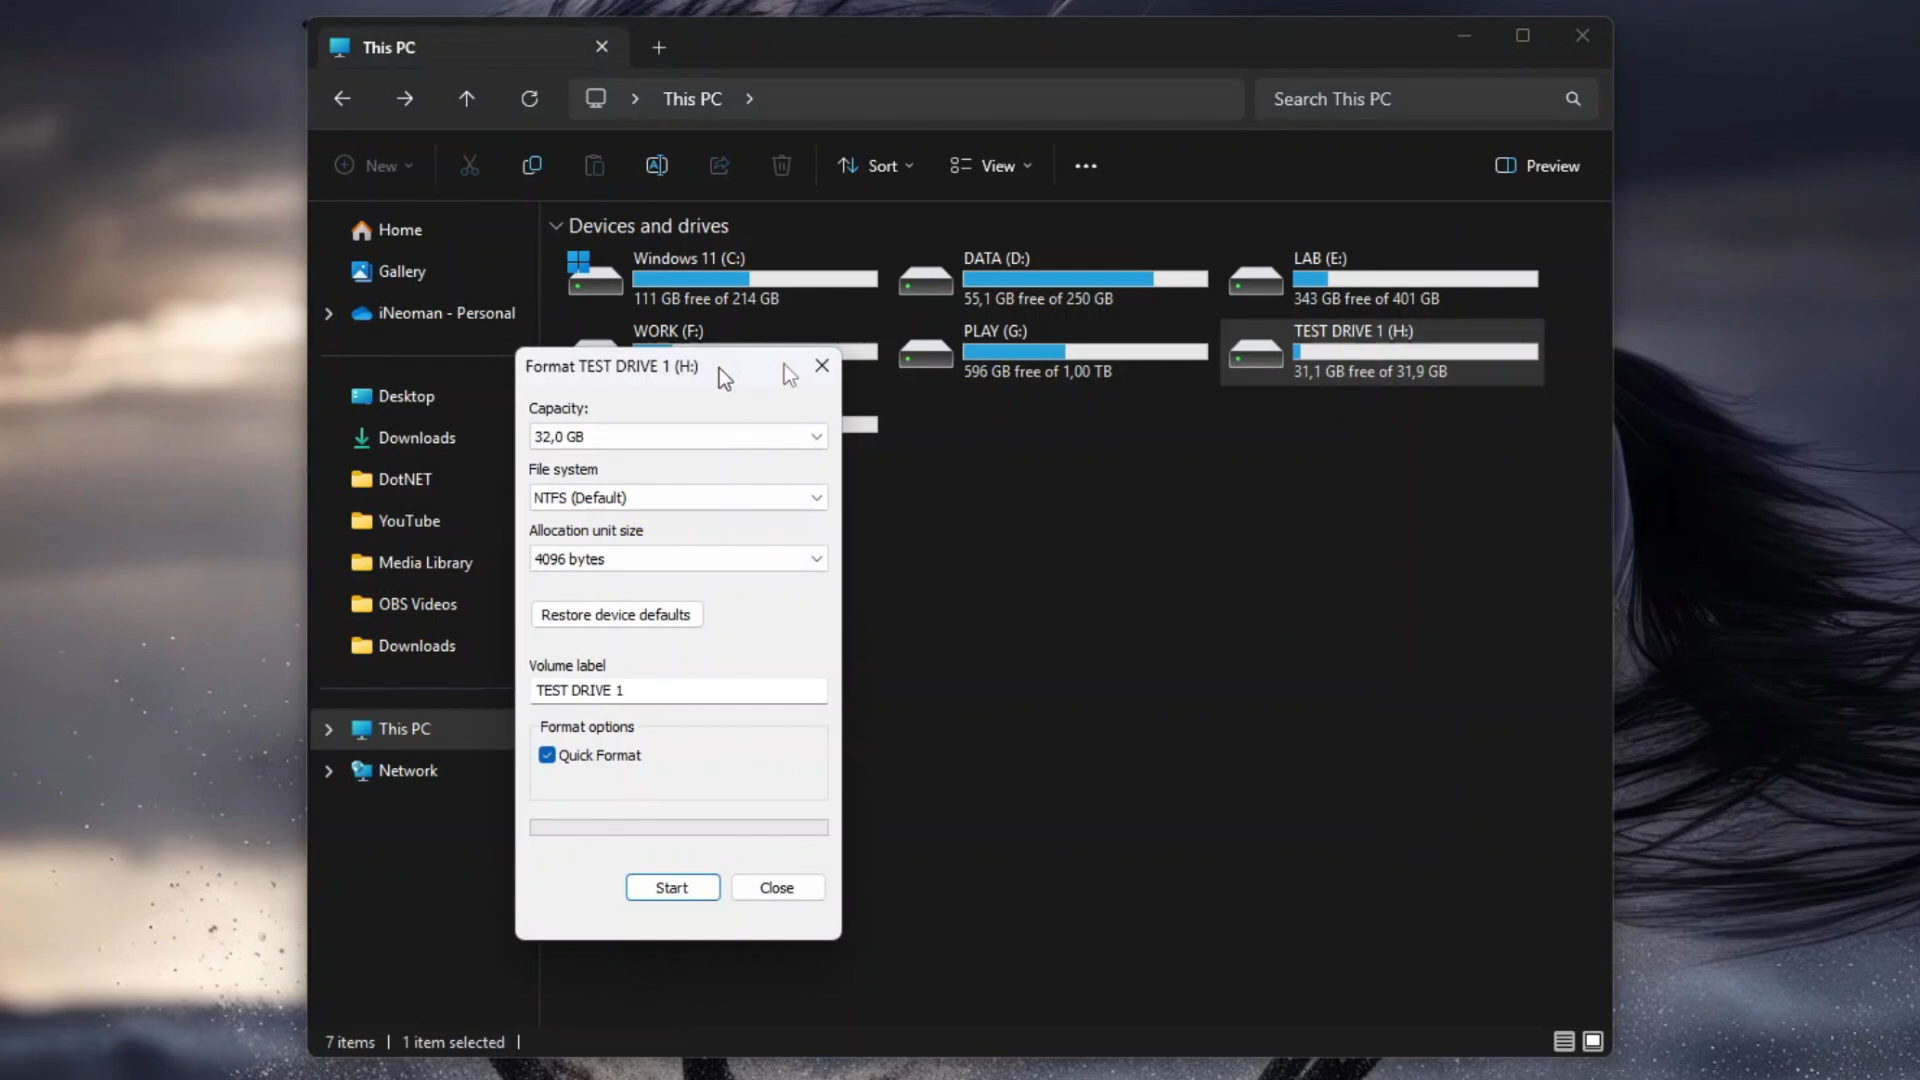 This PC
This PC
Search This PC
New
Sort
View
Preview
Home
Gallery
iNeoman - Personal
Desktop
Downloads
DotNET
YouTube
Media Library
OBS Videos
Downloads
This PC
Network
Devices and drives
Windows 11 (C:)
111 GB free of 214 GB
DATA (D:)
55,1 GB free of 250 GB
LAB (E:)
343 GB free of 401 GB
WORK (F:)
PLAY (G:)
596 GB free of 1,00 TB
TEST DRIVE 1 (H:)
31,1 GB free of 31,9 GB
Format TEST DRIVE 1 (H:)
Capacity:
32,0 GB
File system
NTFS (Default)
Allocation unit size
4096 bytes
Restore device defaults
Volume label
TEST DRIVE 1
Format options
Quick Format
Start
Close
7 items
1 item selected